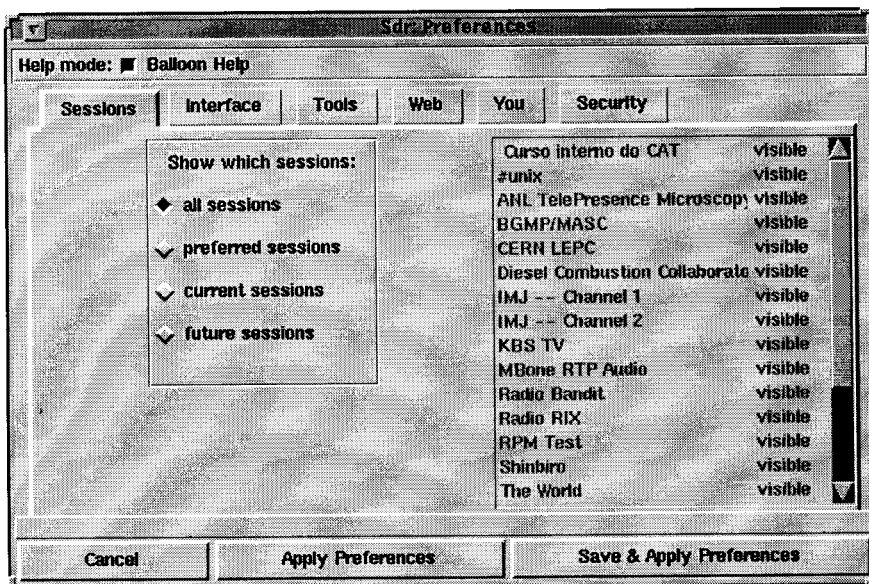 Sdr: Preferences
Help mode: Balloon Help
Sessions Interface Tools Web You Security
Show which sessions:
all sessions
preferred sessions
current sessions
future sessions
Curso interno do CAT visible
#unix visible
ANL TelePresence Microscopy visible
BGMP/MASC visible
CERN LEPC visible
Diesel Combustion Collaborato visible
IMJ -- Channel 1 visible
IMJ -- Channel 2 visible
KBS TV visible
MBone RTP Audio visible
Radio Bandit visible
Radio RIX visible
RPM Test visible
Shinbiro visible
The World visible
Cancel Apply Preferences Save & Apply Preferences